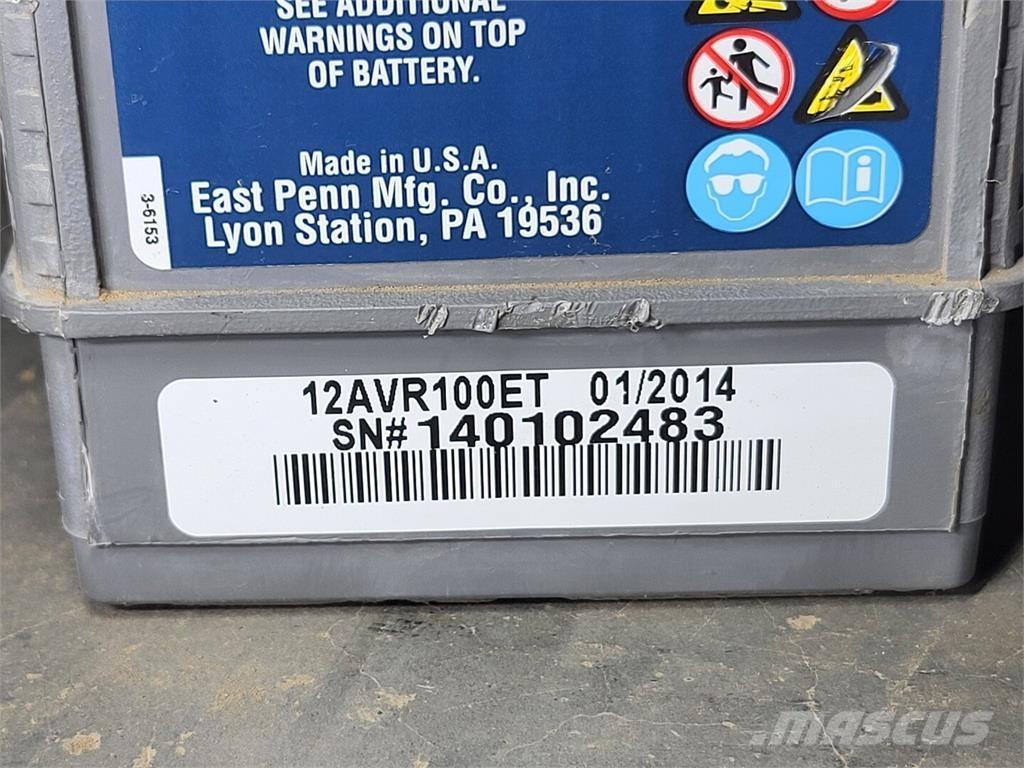 SEE ADDITIONAL
WARNINGS ON TOP
OF BATTERY.
Made in U.S.A.
East Penn Mfg. Co., Inc.
Lyon Station, PA 19536
3-6153
12AVR100ET 01/2014
SN#140102483
mascus